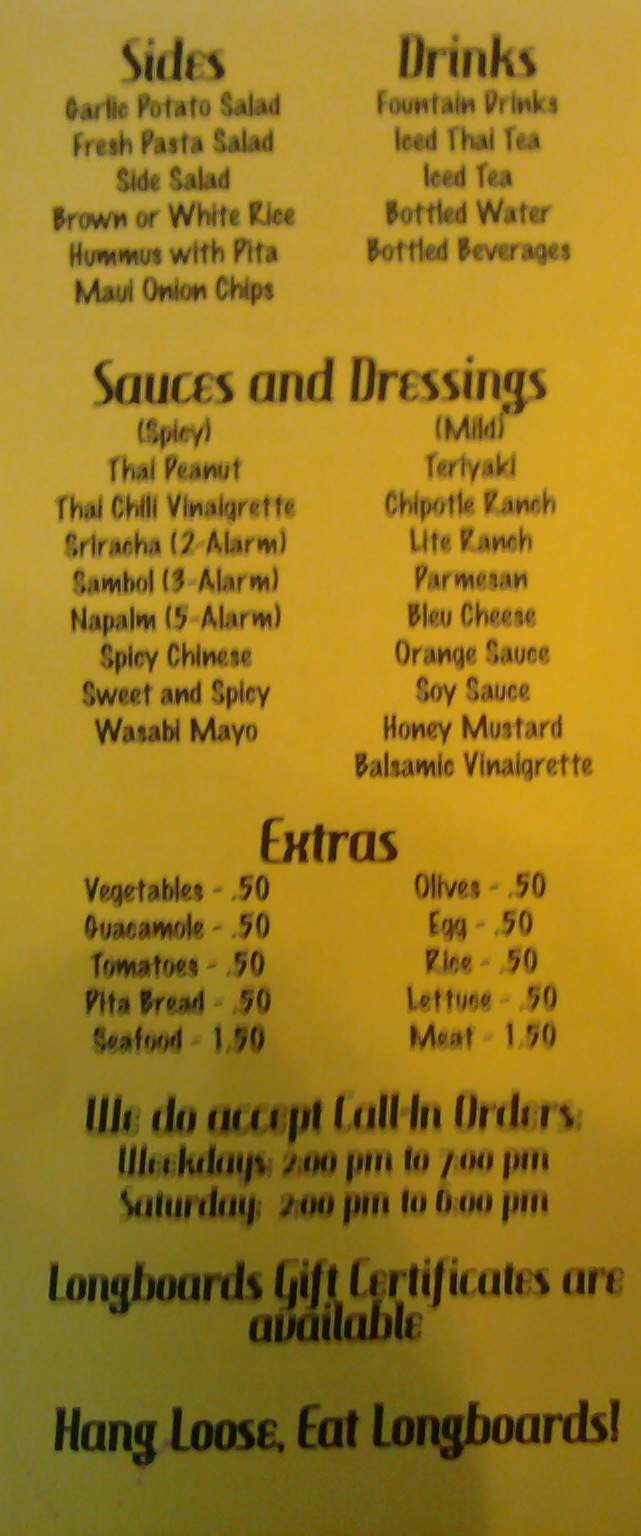 Sides
Garlic Potato Salad
Fresh Pasta Salad
Side Salad
Brown or White Rice
Hummus with Pita
Maui Onion Chips
Drinks
Fountain Drinks
Iced Thai Tea
Iced Tea
Bottled Water
Bottled Beverages
Sauces and Dressings
(Spicy)
Thai Peanut
Thai Chili Vinaigrette
Sriracha (2-Alarm)
Sambol (3-Alarm)
Napalm (5-Alarm)
Spicy Chinese
Sweet and Spicy
Wasabi Mayo
(Mild)
Teriyaki
Chipotle Ranch
Lite Ranch
Parmesan
Bleu Cheese
Orange Sauce
Soy Sauce
Honey Mustard
Balsamic Vinaigrette
Extras
Vegetables - .50
Guacamole - .50
Tomatoes - .50
Pita Bread - .50
Seafood - 1.50
Olives - .50
Egg - .50
Rice - .50
Lettuce - .50
Meat - 1.50
We do accept Call-In Orders:
Weekdays: 2:00 pm to 7:00 pm
Saturday: 2:00 pm to 6:00 pm
Longboards Gift Certificates are
available
Hang Loose, Eat Longboards!